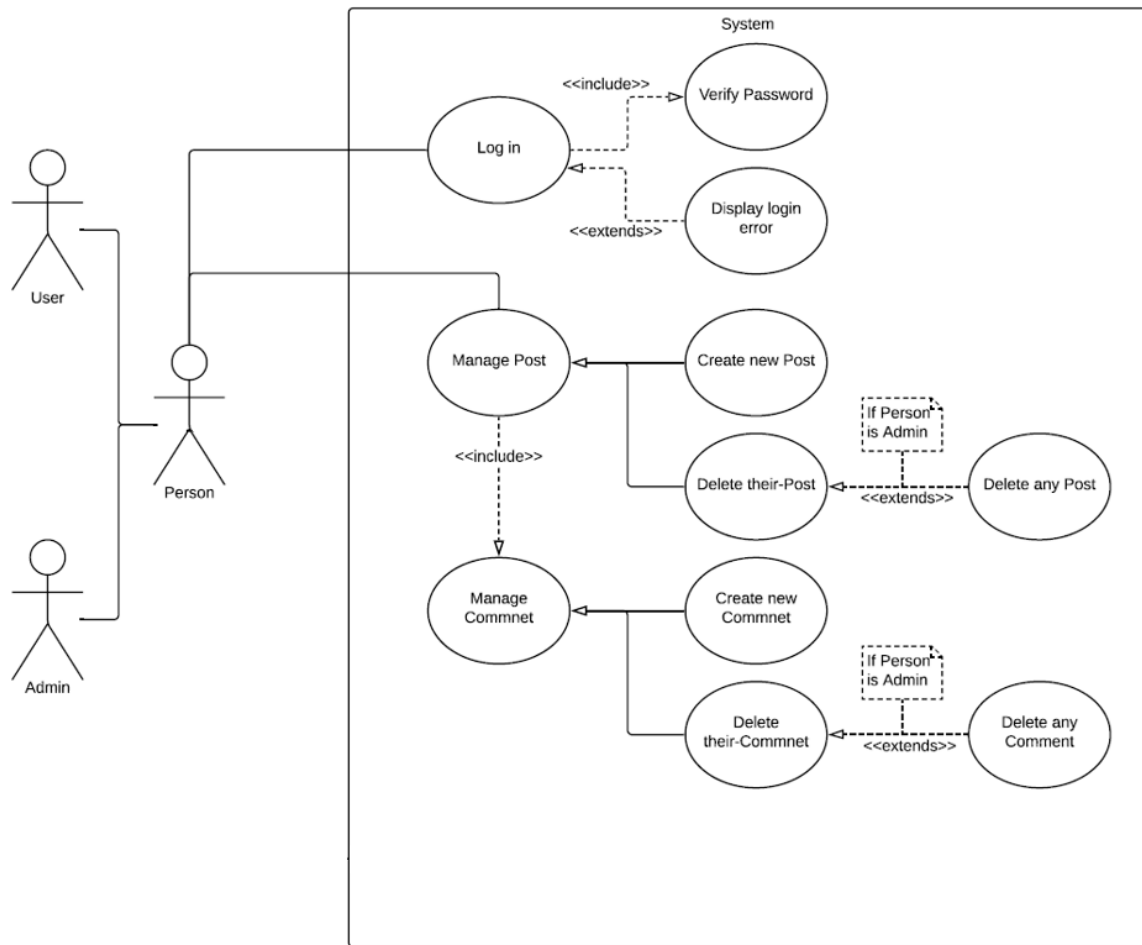 System
<<include>>
Verify Password
Log in
Display login
error
<<extends>>
User
Manage Post
Create new Post
If Person
is Admin
<<include>>
Delete their-Post
<<extends>>
Delete any Post
Person
Manage
Commnet
Create new
Commnet
If Person
is Admin
Admin
Delete
their-Commnet
<<extends>>
Delete any
Comment